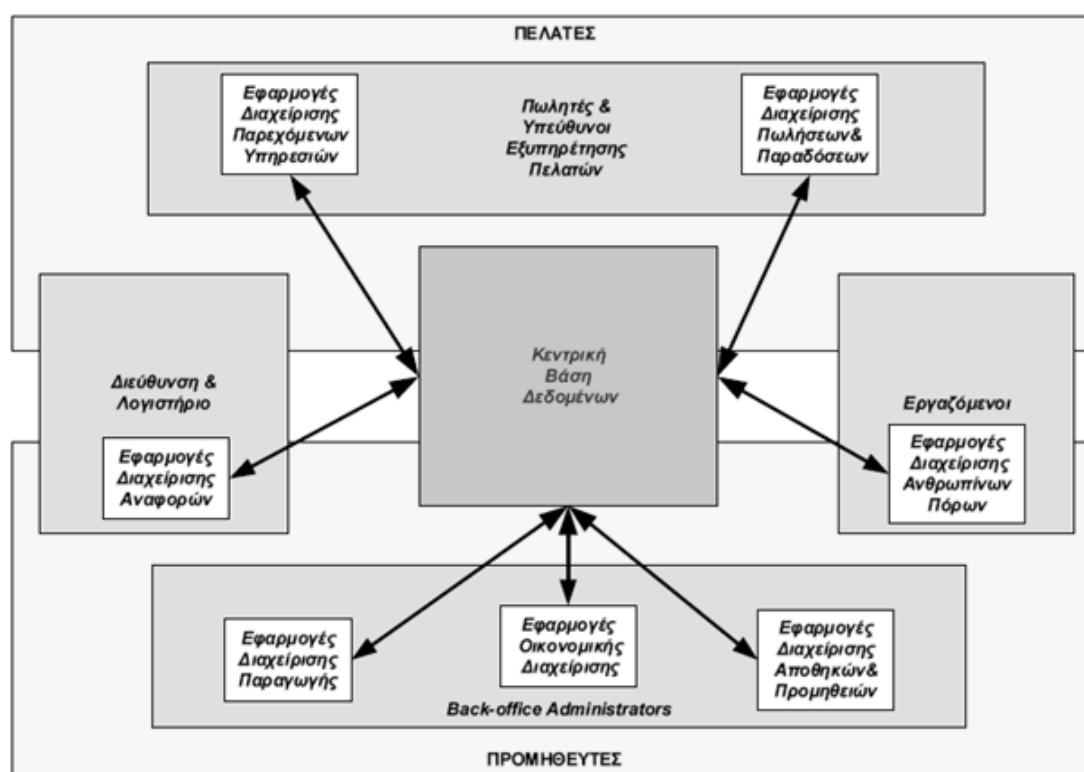 ΠΕΛΑΤΕΣ
Εφαρμογές
Διαχείρισης
Παρεχόμενων
Υπηρεσιών
Πωλητές &
Υπεύθυνοι
Εξυπηρέτησης
Πελατών
Εφαρμογές
Διαχείρισης
Πωλήσεων&
Παραδόσεων
Διεύθυνση &
Λογιστήριο
Εφαρμογές
Διαχείρισης
Αναφορών
Κεντρική
Βάση
Δεδομένων
Εργαζόμενοι
Εφαρμογές
Διαχείρισης
Ανθρωπίνων
Πόρων
Εφαρμογές
Διαχείρισης
Παραγωγής
Εφαρμογές
Οικονομικής
Διαχείρισης
Εφαρμογές
Διαχείρισης
Αποθηκών&
Προμηθειών
Back-office Administrators
ΠΡΟΜΗΘΕΥΤΕΣ